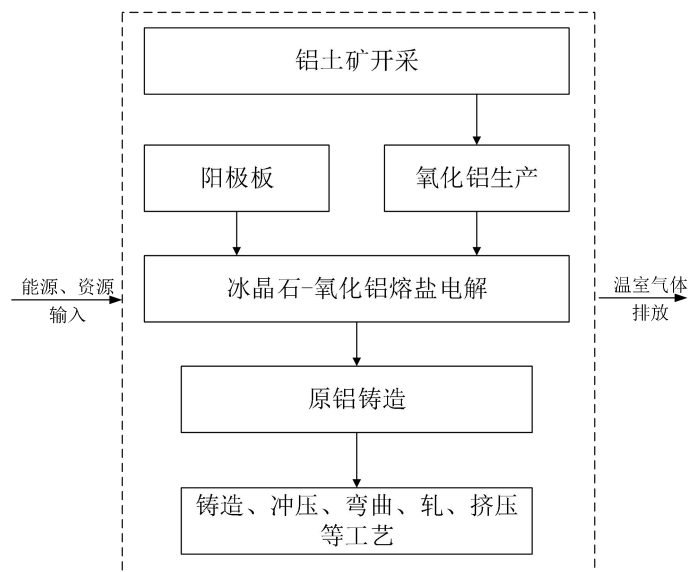 铝土矿开采
阳极板
氧化铝生产
能源、资源
输入
冰晶石-氧化铝熔盐电解
温室气体
排放
原铝铸造
铸造、冲压、弯曲、轧、挤压
等工艺